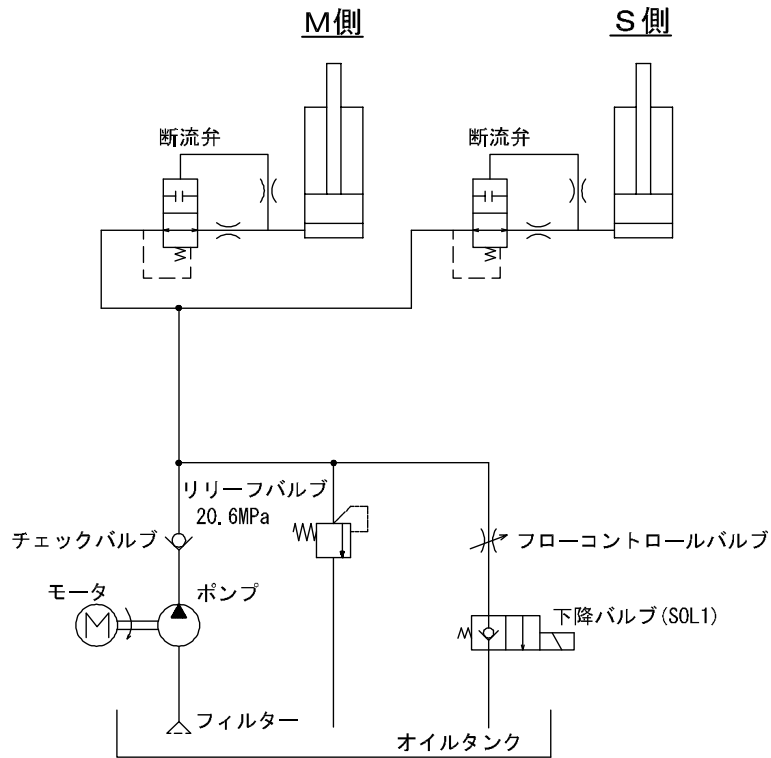 M側
S側
断流弁
断流弁
リリーフバルブ
20.6MPa
チェックバルブ
フローコントロールバルブ
モータ
ポンプ
M
下降バルブ(SOL1)
フィルター
オイルタンク